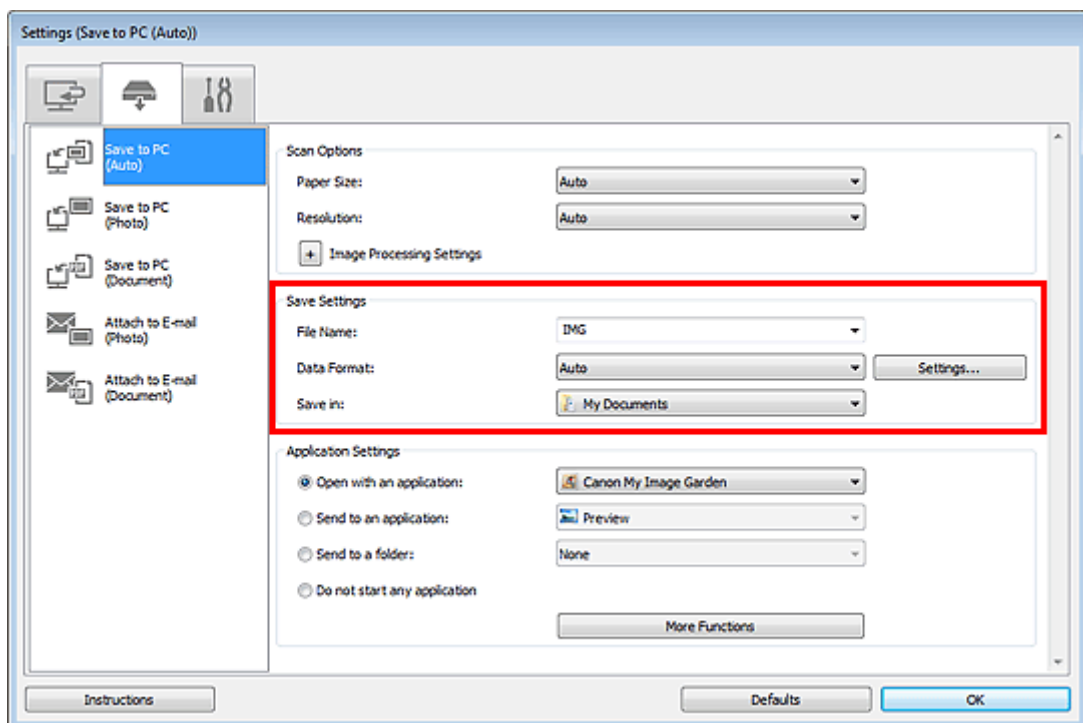 Settings (Save to PC (Auto))
Save to PC
(Auto)
Save to PC
(Photo)
Save to PC
(Document)
Attach to E-mail
(Photo)
Attach to E-mail
(Document)
Scan Options
Paper Size: Auto
Resolution: Auto
+ Image Processing Settings
Save Settings
File Name: IMG
Data Format: Auto Settings...
Save in: My Documents
Application Settings
Open with an application: Canon My Image Garden
Send to an application: Preview
Send to a folder: None
Do not start any application
More Functions
Instructions Defaults OK